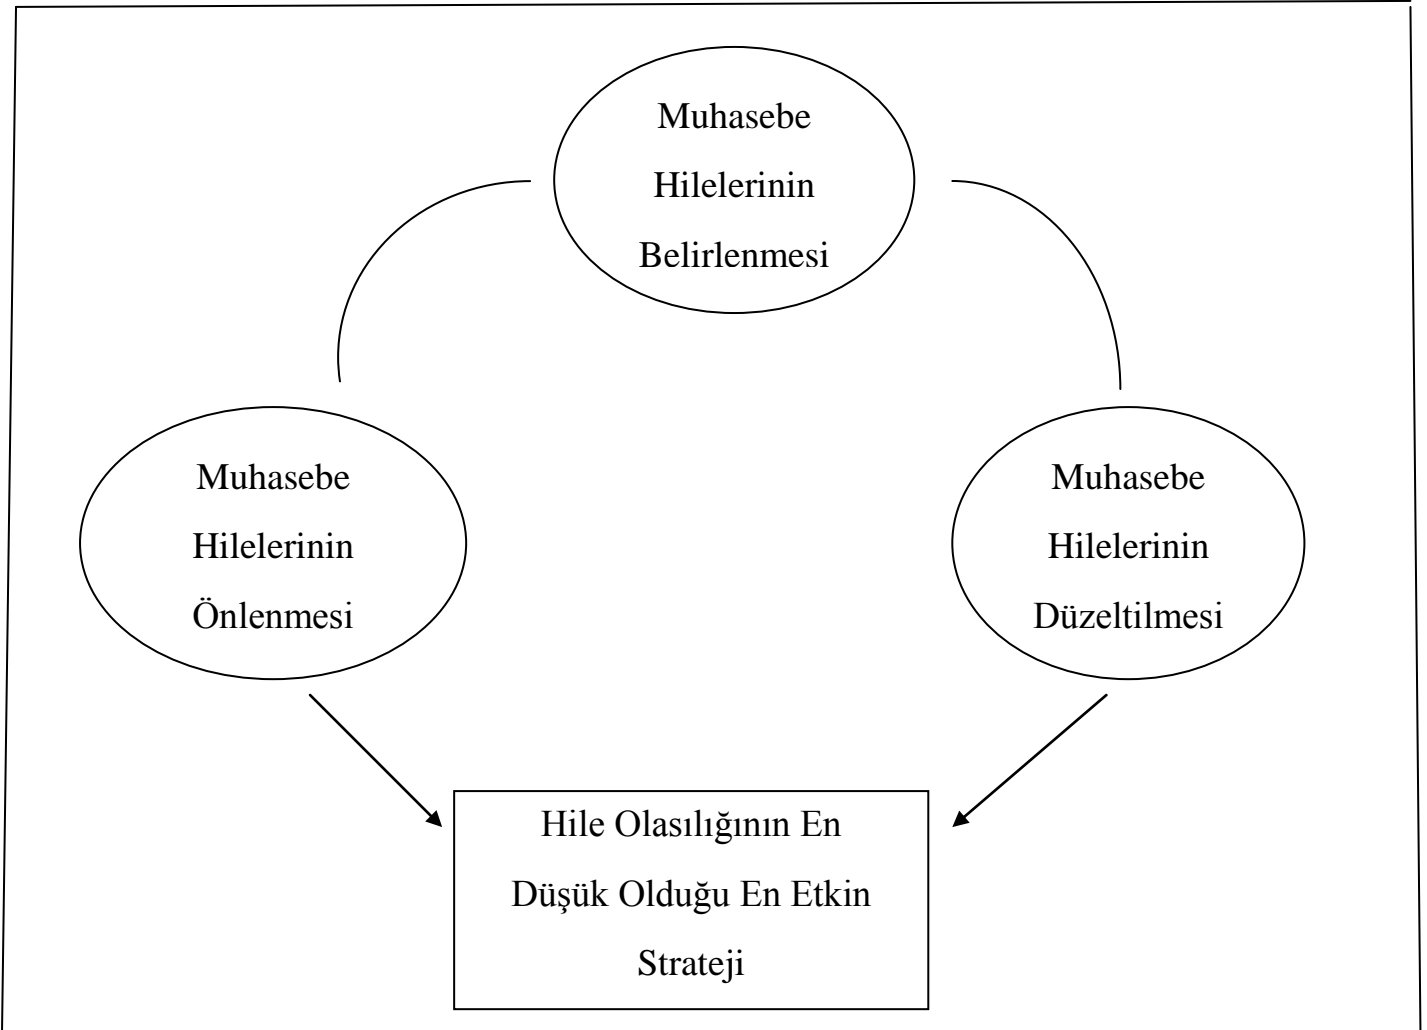 Muhasebe
Hilelerinin
Belirlenmesi
Muhasebe
Hilelerinin
Önlenmesi
Muhasebe
Hilelerinin
Düzeltilmesi
Hile Olasılığının En
Düşük Olduğu En Etkin
Strateji